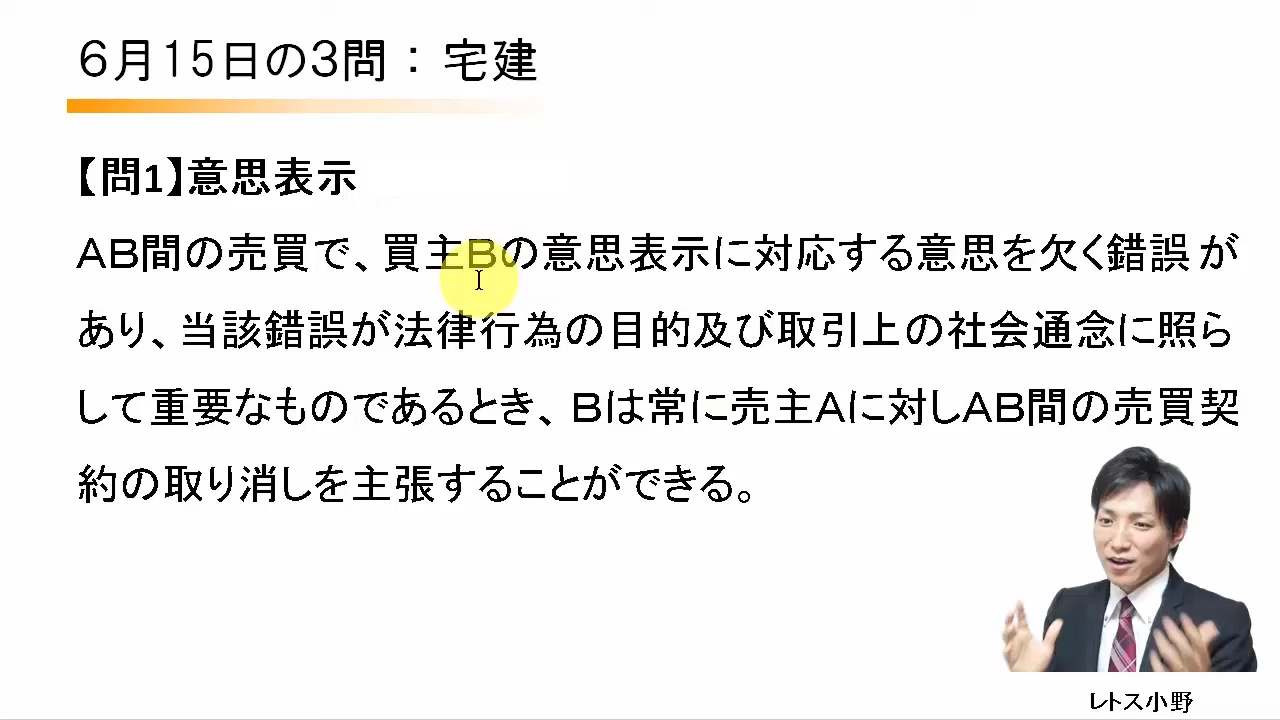 ６月15日の３問：宅建
【問1】意思表示
ＡＢ間の売買で、買主Ｂの意思表示に対応する意思を欠く錯誤が
あり、当該錯誤が法律行為の目的及び取引上の社会通念に照ら
して重要なものであるとき、Ｂは常に売主Ａに対しＡＢ間の売買契
約の取り消しを主張することができる。
レトス小野